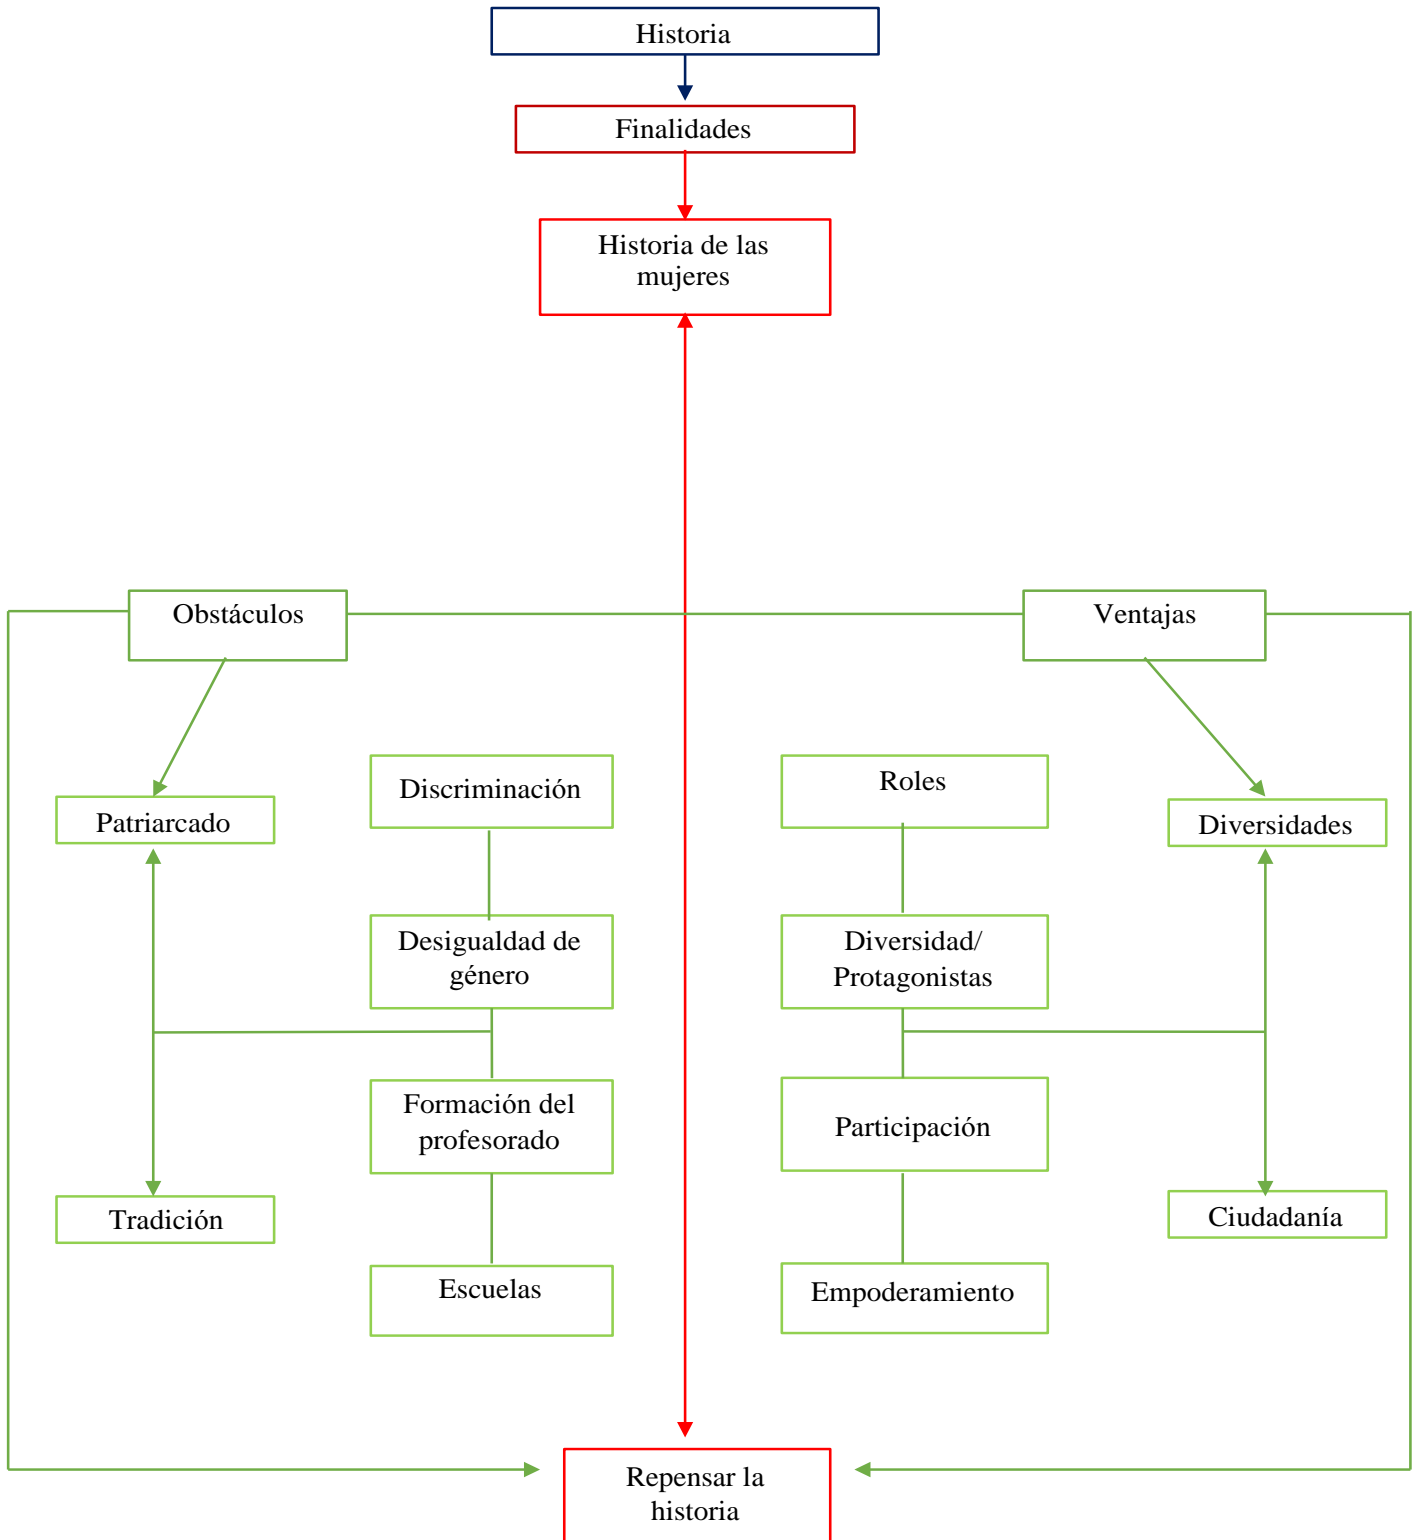 Historia
Finalidades
Historia de las
mujeres
Obstáculos
Ventajas
Discriminación
Roles
Patriarcado
Diversidades
Desigualdad de
género
Diversidad/
Protagonistas
Formación del
profesorado
Participación
Tradición
Ciudadanía
Escuelas
Empoderamiento
Repensar la
historia